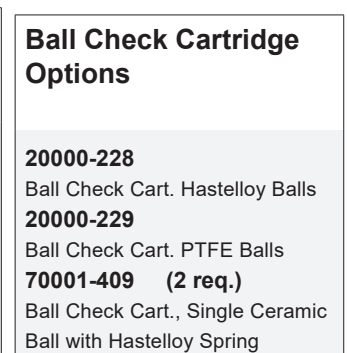 Ball Check Cartridge
Options
20000-228
Ball Check Cart. Hastelloy Balls
20000-229
Ball Check Cart. PTFE Balls
70001-409 (2 req.)
Ball Check Cart., Single Ceramic
Ball with Hastelloy Spring